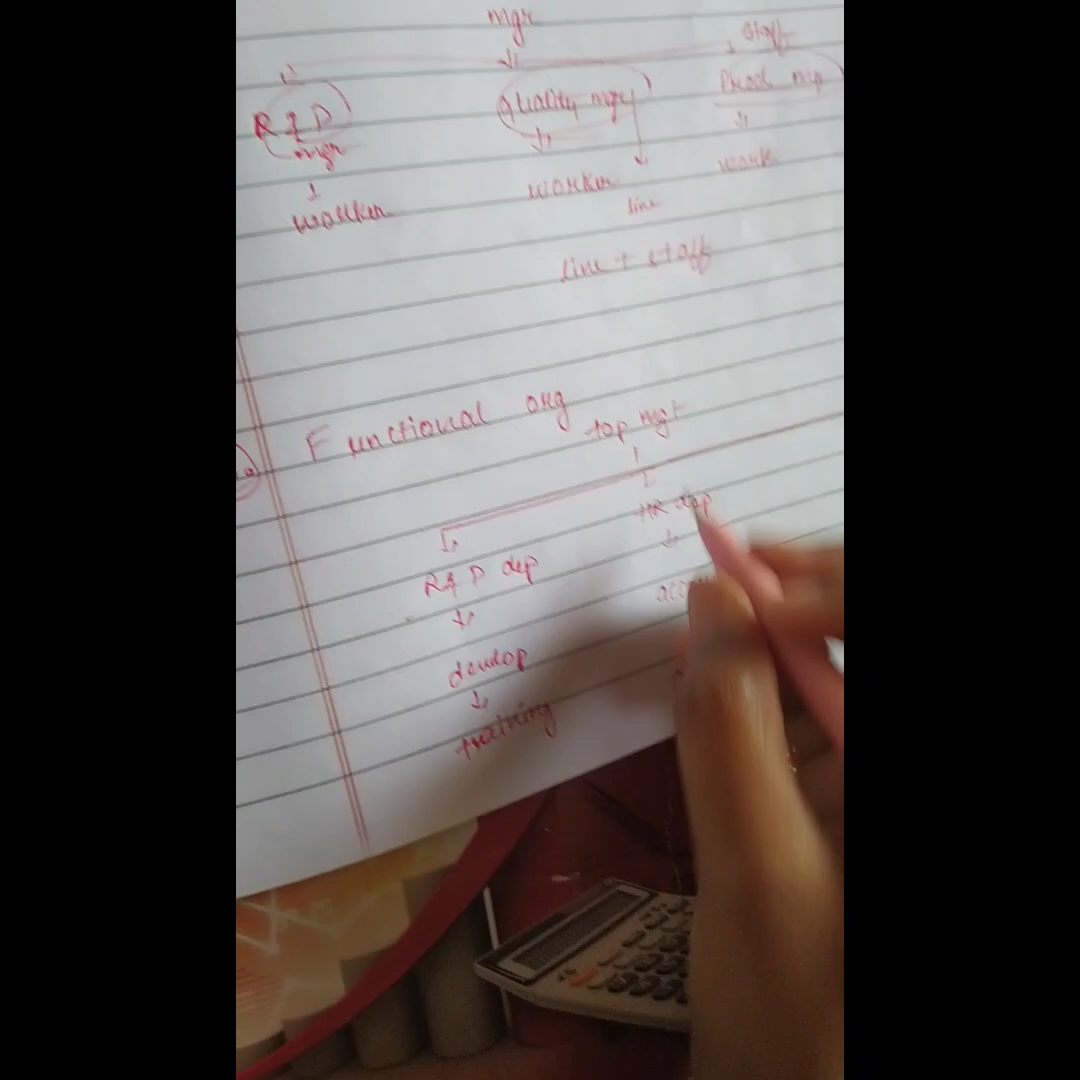 mgr
staff
R & D
mgr
Quality mgr
Prod mgr
worker
worker
work
line
line + staff
Functional org
top mgt
HR dep
R & D dep
develop
training